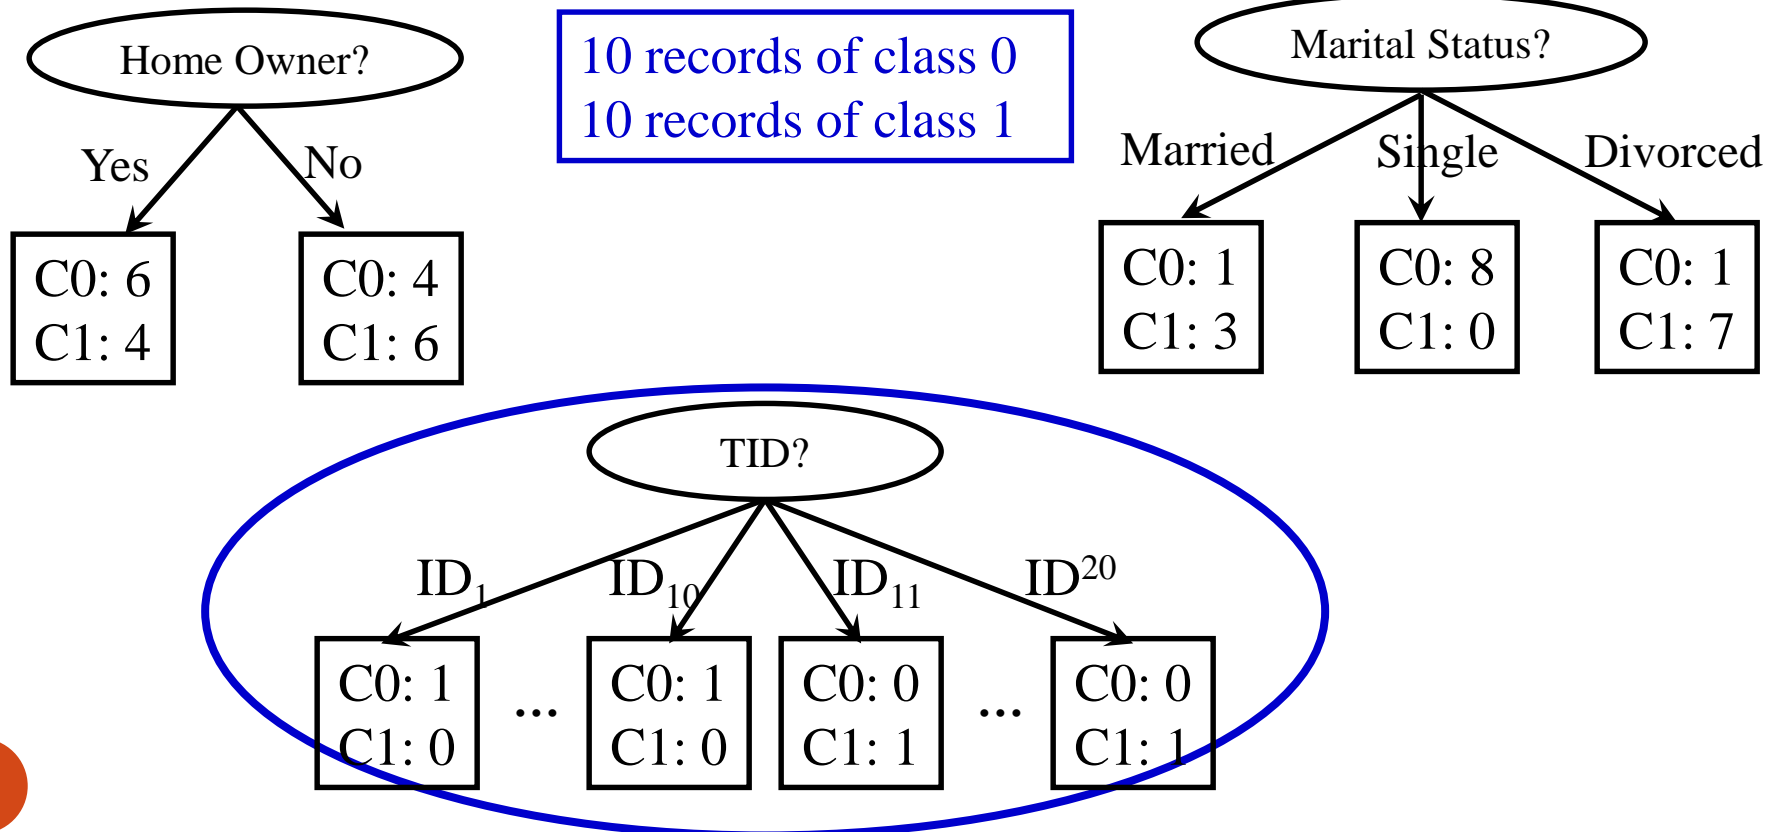 Home Owner?
Yes
No
C0: 6
C1: 4
C0: 4
C1: 6
10 records of class 0
10 records of class 1
Marital Status?
Married
Single
Divorced
C0: 1
C1: 3
C0: 8
C1: 0
C0: 1
C1: 7
TID?
ID₁
ID₁₀
ID₁₁
ID²⁰
C0: 1
C1: 0
...
C0: 1
C1: 0
C0: 0
C1: 1
...
C0: 0
C1: 1